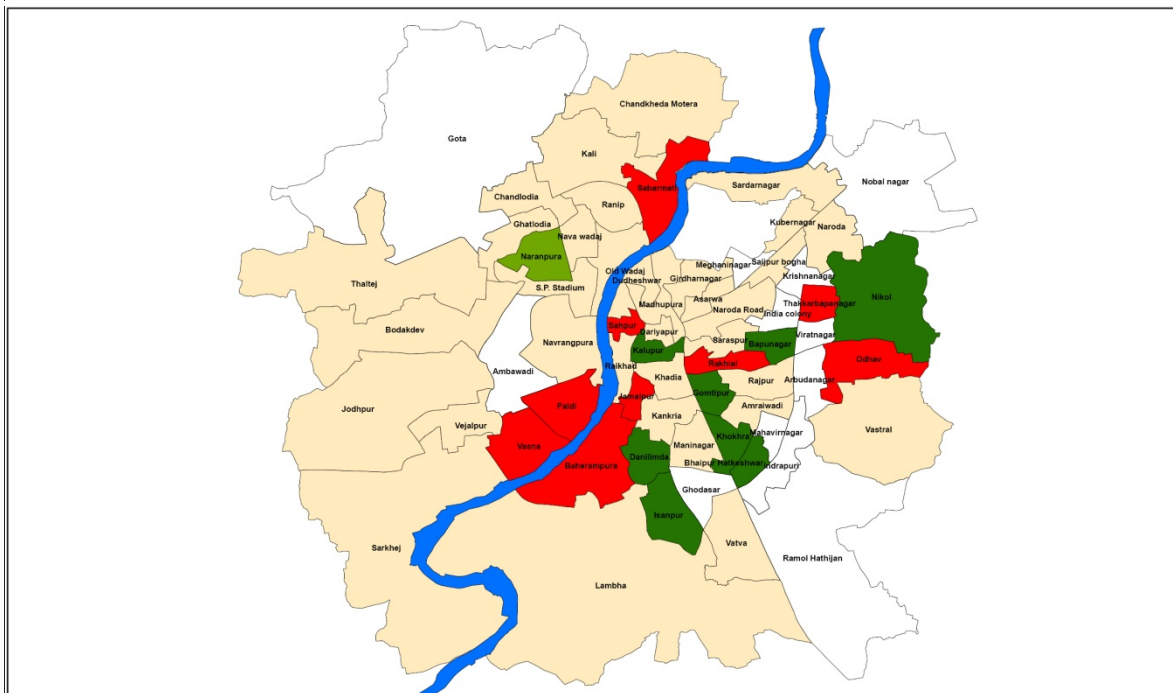 Chandkheda Motera
Gota
Kali
Sabarmati
Sardarnagar
Nobal nagar
Chandlodia
Ranip
Ghatlodia
Nava wadaj
Kubernagar
Naroda
Naranpura
Saijpur bogha
Meghaninagar
Krishnanagar
Old Wadaj
Dudheshwar
Girdharnagar
Thaltej
S.P. Stadium
Nikol
Asarwa
Madhupura
Thakkarbapanagar
Naroda Road
India colony
Bodakdev
Sahpur
Dariyapur
Viratnagar
Navrangpura
Saraspur
Bapunagar
Kalupur
Odhav
Raikhad
Rakhial
Ambawadi
Khadia
Rajpur
Arbudanagar
Jamalpur
Gomtipur
Paldi
Jodhpur
Amraiwadi
Kankria
Vejalpur
Vastral
Mahavirnagar
Khokhra
Maninagar
Vasna
Danilimda
Baherampura
Bhaipura
Hatkeshwar
Indrapuri
Ghodasar
Isanpur
Vatva
Sarkhej
Ramol Hathijan
Lambha